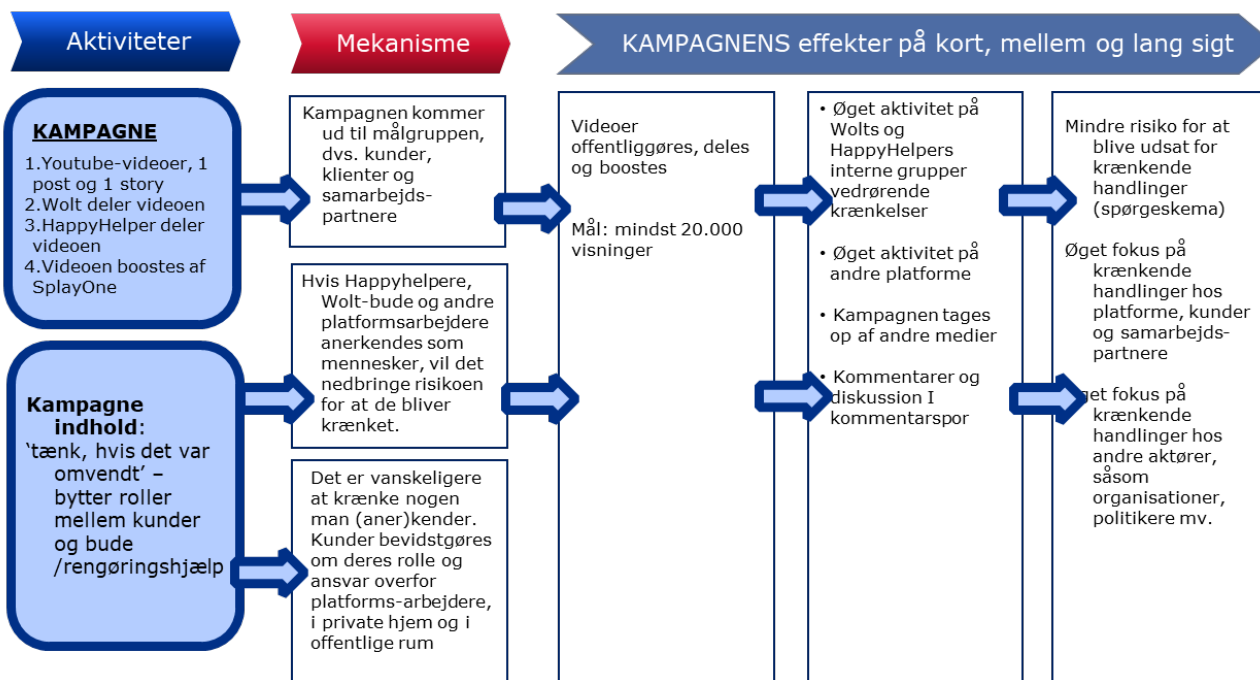 Aktiviteter
Mekanisme
KAMPAGNENS effekter på kort, mellem og lang sigt
KAMPAGNE
1.Youtube-videoer, 1
post og 1 story
2.Wolt deler videoen
3.HappyHelper deler
videoen
4.Videoen boostes af
SplayOne
Kampagne
indhold:
‘tænk, hvis det var
omvendt’ –
bytter roller
mellem kunder
og bude
/rengøringshjælp
Kampagnen kommer
ud til målgruppen,
dvs. kunder,
klienter og
samarbejds-
partnere
Hvis Happyhelpere,
Wolt-bude og andre
platformsarbejdere
anerkendes som
mennesker, vil det
nedbringe risikoen
for at de bliver
krænket.
Det er vanskeligere
at krænke nogen
man (aner)kender.
Kunder bevidstgøres
om deres rolle og
ansvar overfor
platforms-arbejdere,
i private hjem og i
offentlige rum
Videoer
offentliggøres, deles
og boostes
Mål: mindst 20.000
visninger
• Øget aktivitet på
Wolts og
HappyHelpers
interne grupper
vedrørende
krænkelser
• Øget aktivitet på
andre platforme
• Kampagnen tages
op af andre medier
• Kommentarer og
diskussion I
kommentarspor
Mindre risiko for at
blive udsat for
krænkende
handlinger
(spørgeskema)
Øget fokus på
krænkende
handlinger hos
platforme, kunder
og samarbejds-
partnere
get fokus på
krænkende
handlinger hos
andre aktører,
såsom
organisationer,
politikere mv.